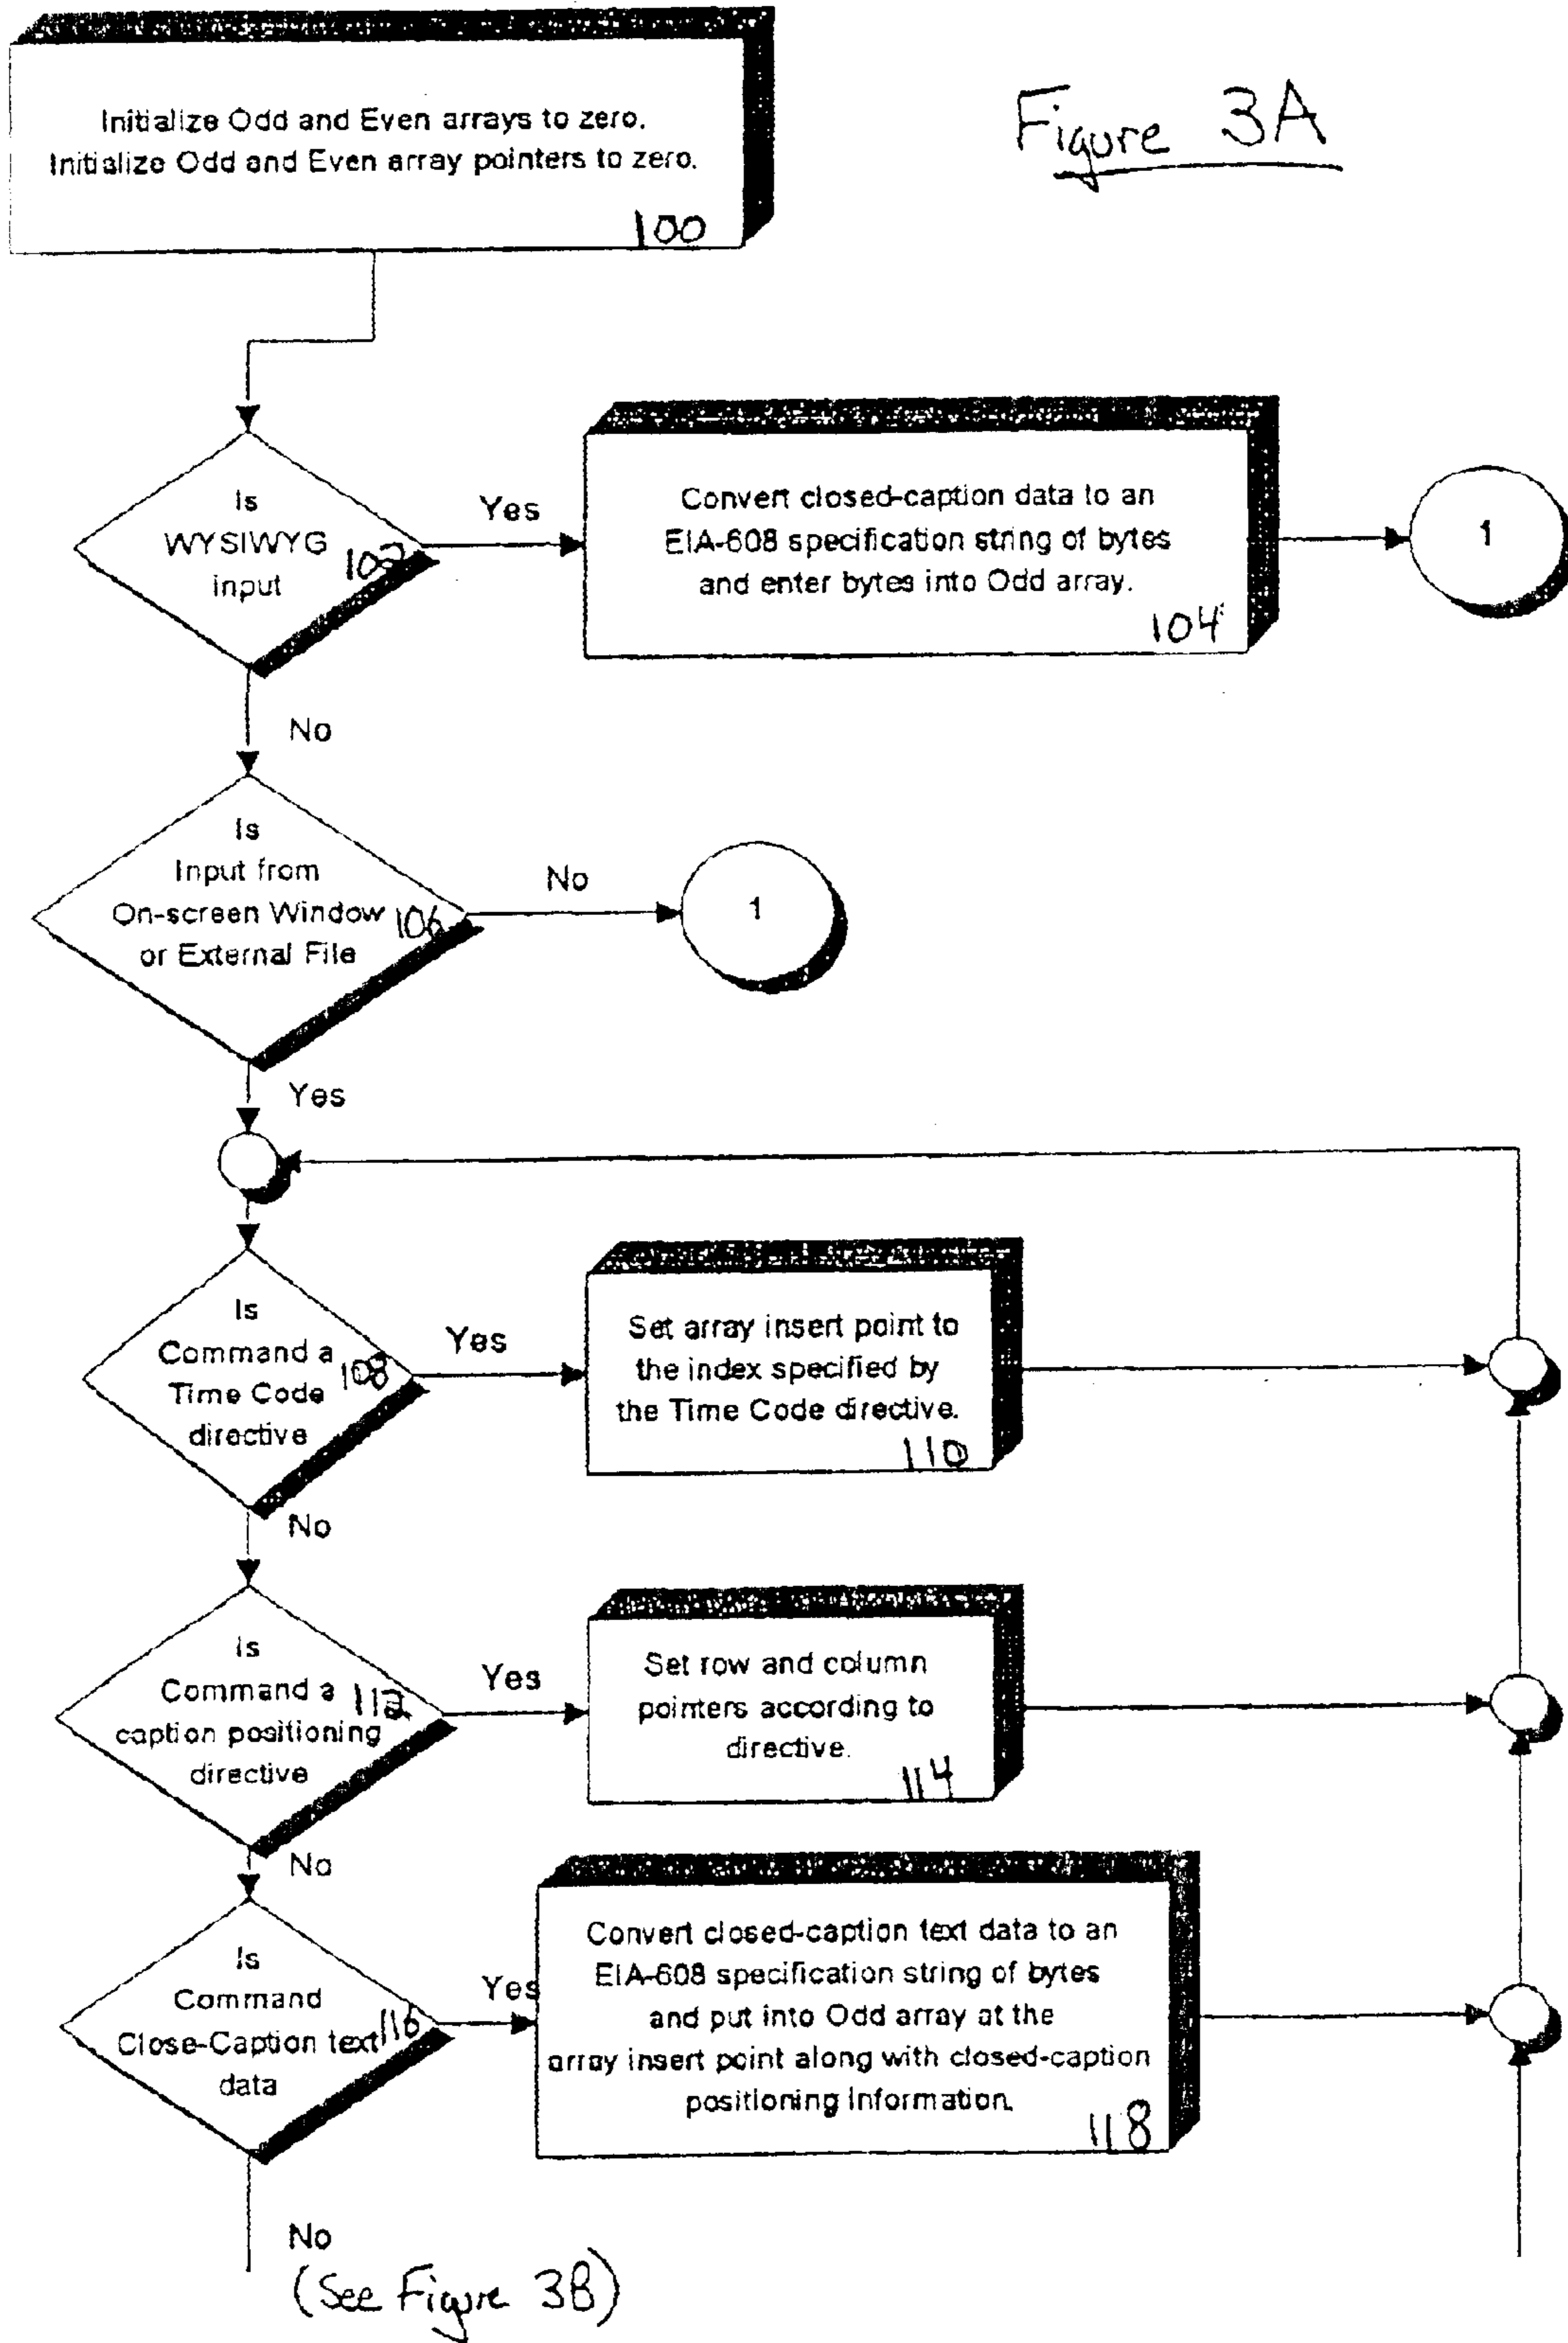 Initialize Odd and Even arrays to zero.
Initialize Odd and Even array pointers to zero.
100
Figure 3A
Is
WYSIWYG
input
102
Yes
Convert closed-caption data to an
EIA-608 specification string of bytes
and enter bytes into Odd array.
104
1
No
Is
Input from
On-screen Window
or External File
106
No
1
Yes
Is
Command a
Time Code
directive
108
Yes
Set array insert point to
the index specified by
the Time Code directive.
110
No
Is
Command a
caption positioning
directive
112
Yes
Set row and column
pointers according to
directive.
114
No
Is
Command
Close-Caption text
data
116
Yes
Convert closed-caption text data to an
EIA-608 specification string of bytes
and put into Odd array at the
array insert point along with closed-caption
positioning Information.
118
No
(See Figure 3B)